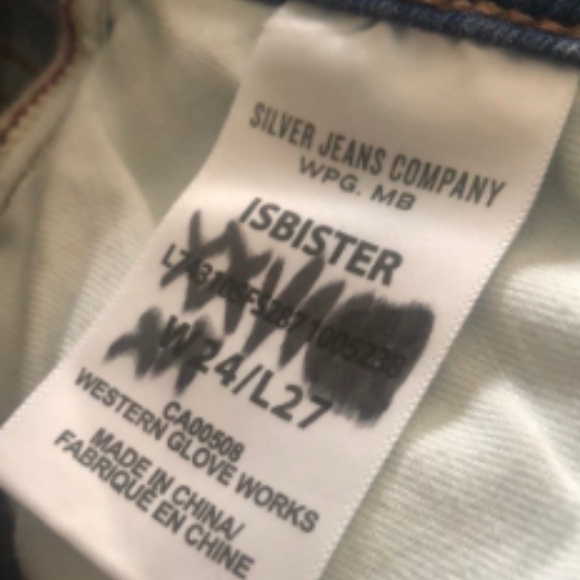 SILVER JEANS COMPANY
WPG. MB
ISBISTER
W24/L27
CA00508
WESTERN GLOVE WORKS
MADE IN CHINA/
FABRIQUÉ EN CHINE